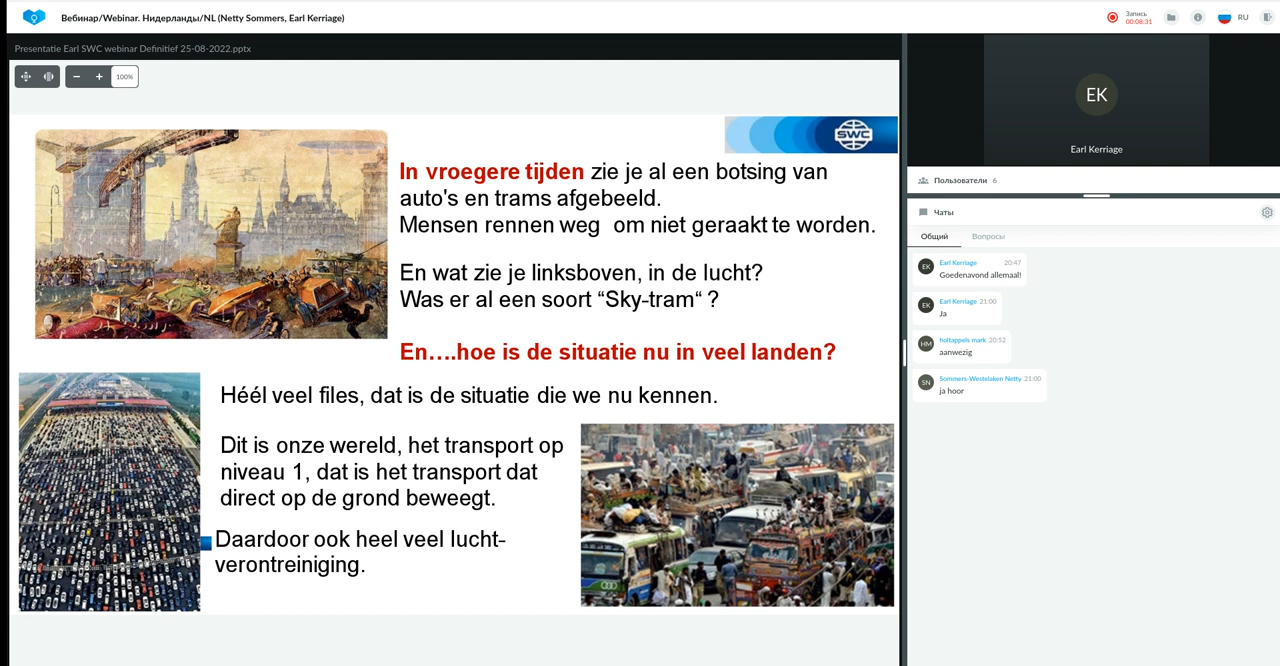 Вебинар/Webinar. Нидерланды/NL (Netty Sommers, Earl Kerriage)
Запись
00:08:31
RU
Presentatie Earl SWC webinar Definitief 25-08-2022.pptx
100%
SWC
In vroegere tijden zie je al een botsing van
auto's en trams afgebeeld.
Mensen rennen weg om niet geraakt te worden.
En wat zie je linksboven, in de lucht?
Was er al een soort “Sky-tram“ ?
En….hoe is de situatie nu in veel landen?
Héél veel files, dat is de situatie die we nu kennen.
Dit is onze wereld, het transport op
niveau 1, dat is het transport dat
direct op de grond beweegt.
Daardoor ook heel veel lucht-
verontreiniging.
EK
Earl Kerriage
Пользователи 6
Чаты
Общий Вопросы
EK
Earl Kerriage 20:47
Goedenavond allemaal!
EK
Earl Kerriage 21:00
Ja
HM
holtappels mark 20:52
aanwezig
SN
Sommers-Westelaken Netty 21:00
ja hoor